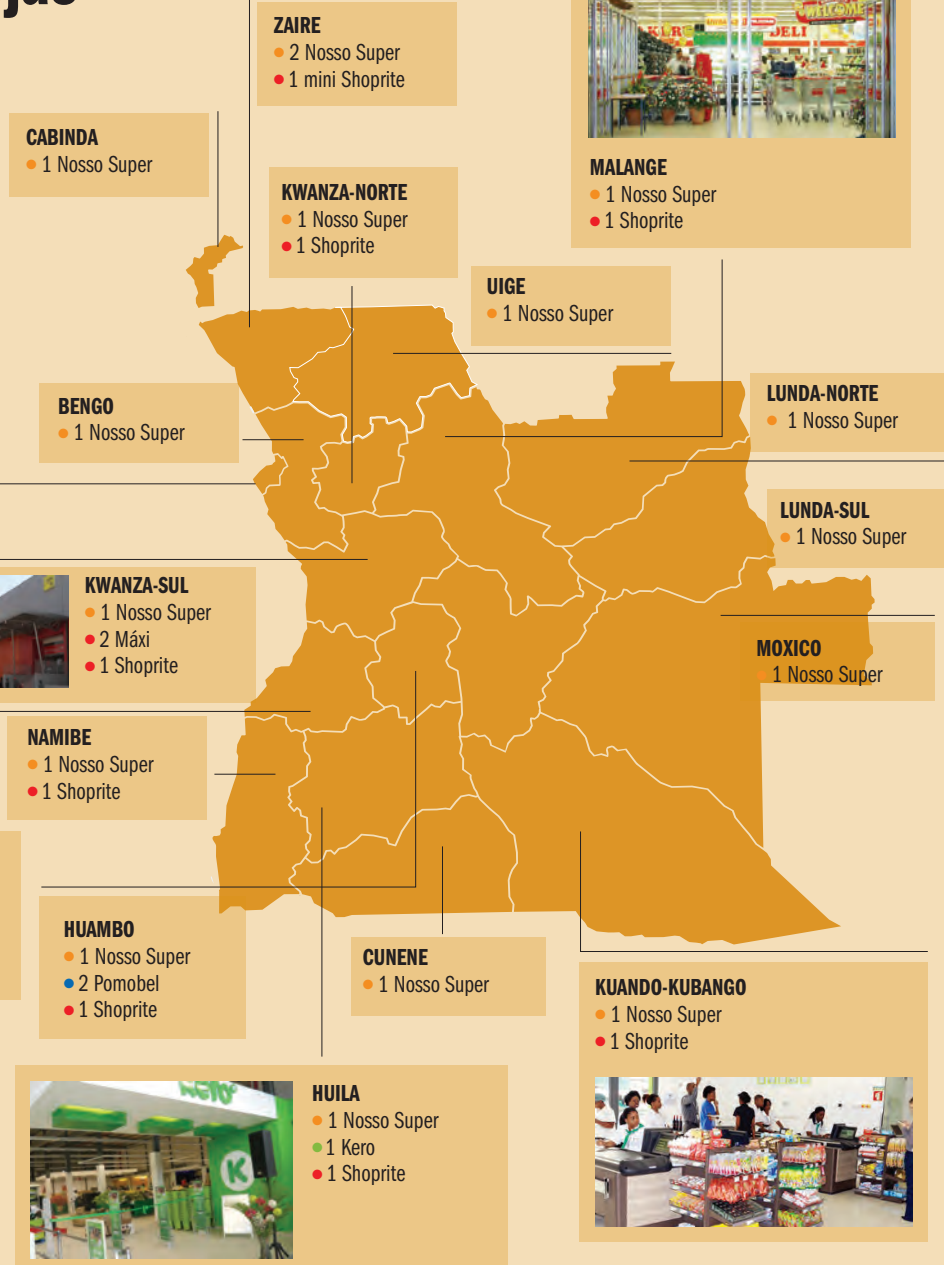 ZAIRE
2 Nosso Super
1 mini Shoprite
CABINDA
1 Nosso Super
KWANZA-NORTE
1 Nosso Super
1 Shoprite
WELCOME
DELI
MALANGE
1 Nosso Super
1 Shoprite
UIGE
1 Nosso Super
BENGO
1 Nosso Super
LUNDA-NORTE
1 Nosso Super
LUNDA-SUL
1 Nosso Super
KWANZA-SUL
1 Nosso Super
2 Máxi
1 Shoprite
MOXICO
1 Nosso Super
NAMIBE
1 Nosso Super
1 Shoprite
HUAMBO
1 Nosso Super
2 Pomobel
1 Shoprite
CUNENE
1 Nosso Super
KUANDO-KUBANGO
1 Nosso Super
1 Shoprite
HUILA
1 Nosso Super
1 Kero
1 Shoprite
kero
K